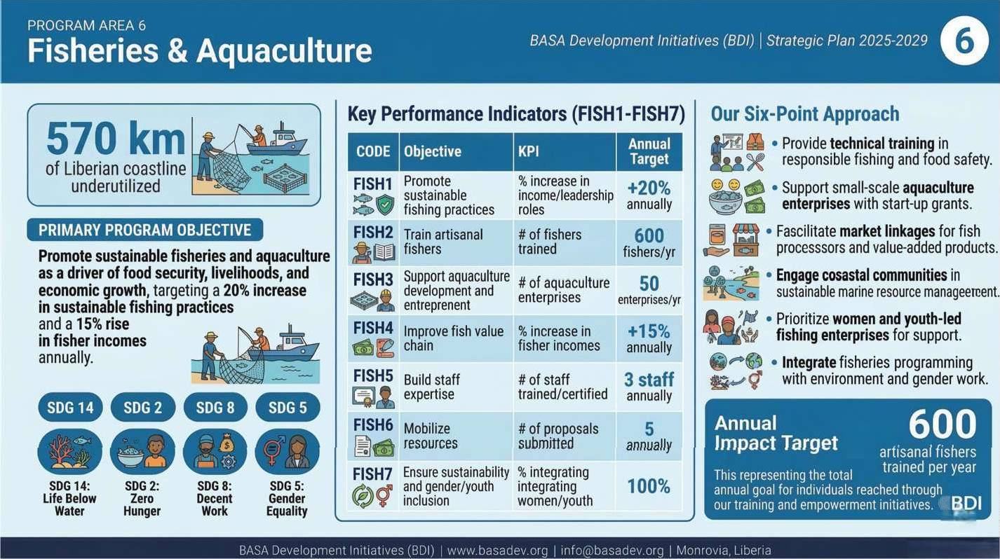 PROGRAM AREA 6
Fisheries & Aquaculture
BASA Development Initiatives (BDI) | Strategic Plan 2025-2029
6
570 km
of Liberian coastline
underutilized
PRIMARY PROGRAM OBJECTIVE
Promote sustainable fisheries and aquaculture
as a driver of food security, livelihoods, and
economic growth, targeting a 20% increase
in sustainable fishing practices
and a 15% rise
in fisher incomes
annually.
SDG 14
SDG 2
SDG 8
SDG 5
SDG 14:
Life Below
Water
SDG 2:
Zero
Hunger
SDG 8:
Decent
Work
SDG 5:
Gender
Equality
Key Performance Indicators (FISH1-FISH7)
CODE
Objective
KPI
Annual
Target
FISH1
Promote
sustainable
fishing practices
% increase in
income/leadership
roles
+20%
annually
FISH2
Train artisanal
fishers
# of fishers
trained
600
fishers/yr
FISH3
Support aquaculture
development and
entreprenent
# of aquaculture
enterprises
50
enterprises/yr
FISH4
Improve fish value
chain
% increase in
fisher incomes
+15%
annually
FISH5
Build staff
expertise
# of staff
trained/certified
3 staff
annually
FISH6
Mobilize
resources
# of proposals
submitted
5
annually
FISH7
Ensure sustainability
and gender/youth
inclusion
% integrating
integrating
women/youth
100%
Our Six-Point Approach
• Provide technical training in
responsible fishing and food safety.
• Support small-scale aquaculture
enterprises with start-up grants.
• Fascilitate market linkages for fish
processsors and value-added products.
• Engage cosastal communities in
sustainable marine resource manageercent.
• Prioritize women and youth-led
fishing enterprises for support.
• Integrate fisheries programming
with environment and gender work.
Annual
Impact Target
600
artisanal fishers
trained per year
This representing the total
annual goal for individuals reached through
our training and empowerment initiatives.
BDI
BASA Development Initiatives (BDI) | www.basadev.org | info@basadev.org | Monrovia, Liberia